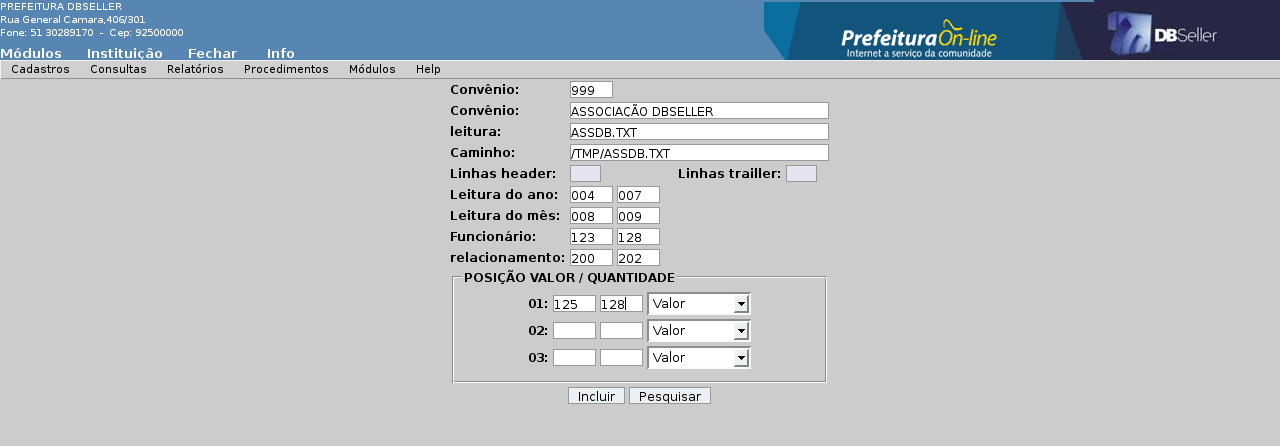 PREFEITURA DBSELLER
Rua General Camara,406/301
Fone: 51 30289170 - Cep: 92500000
Prefeitura On-line
Internet a serviço da comunidade
DBSeller
Módulos Instituição Fechar Info
Cadastros Consultas Relatórios Procedimentos Módulos Help
Convênio: 999
Convênio: ASSOCIAÇÃO DBSELLER
leitura: ASSDB.TXT
Caminho: /TMP/ASSDB.TXT
Linhas header: Linhas trailler:
Leitura do ano: 004 007
Leitura do mês: 008 009
Funcionário: 123 128
relacionamento: 200 202
POSIÇÃO VALOR / QUANTIDADE
01: 125 128 Valor
02: Valor
03: Valor
Incluir Pesquisar